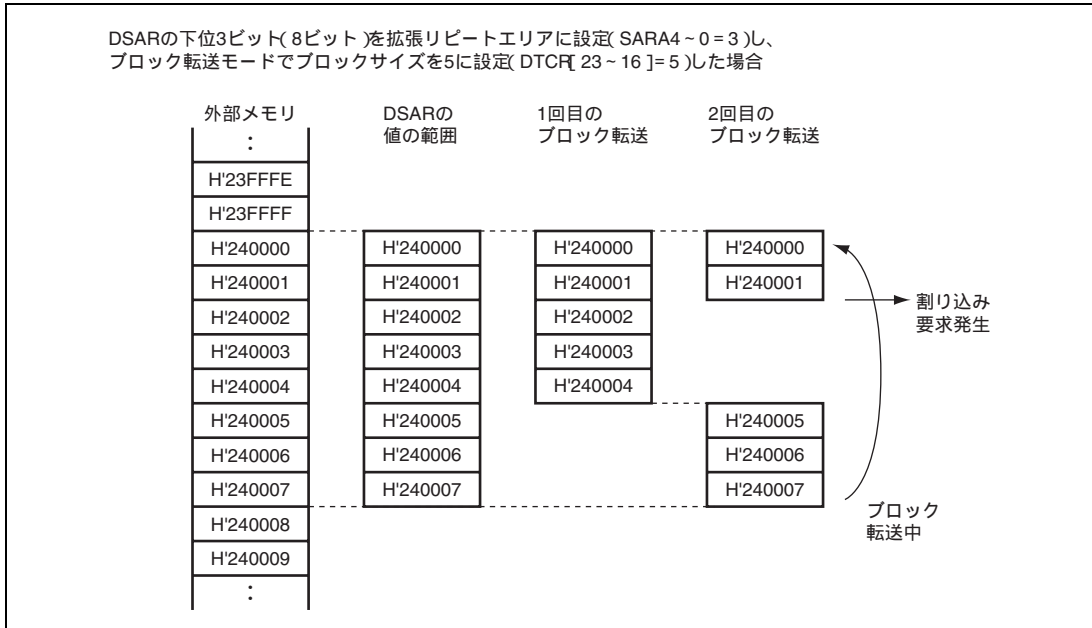 DSARの下位3ビット(8ビット)を拡張リピートエリアに設定(SARA4~0=3)し、
ブロック転送モードでブロックサイズを5に設定(DTCR[23~16]=5)した場合
外部メモリ
:
H'23FFFE
H'23FFFF
H'240000
H'240001
H'240002
H'240003
H'240004
H'240005
H'240006
H'240007
H'240008
H'240009
:
DSARの
値の範囲
H'240000
H'240001
H'240002
H'240003
H'240004
H'240005
H'240006
H'240007
1回目の
ブロック転送
H'240000
H'240001
H'240002
H'240003
H'240004
2回目の
ブロック転送
H'240000
H'240001
H'240005
H'240006
H'240007
割り込み
要求発生
ブロック
転送中